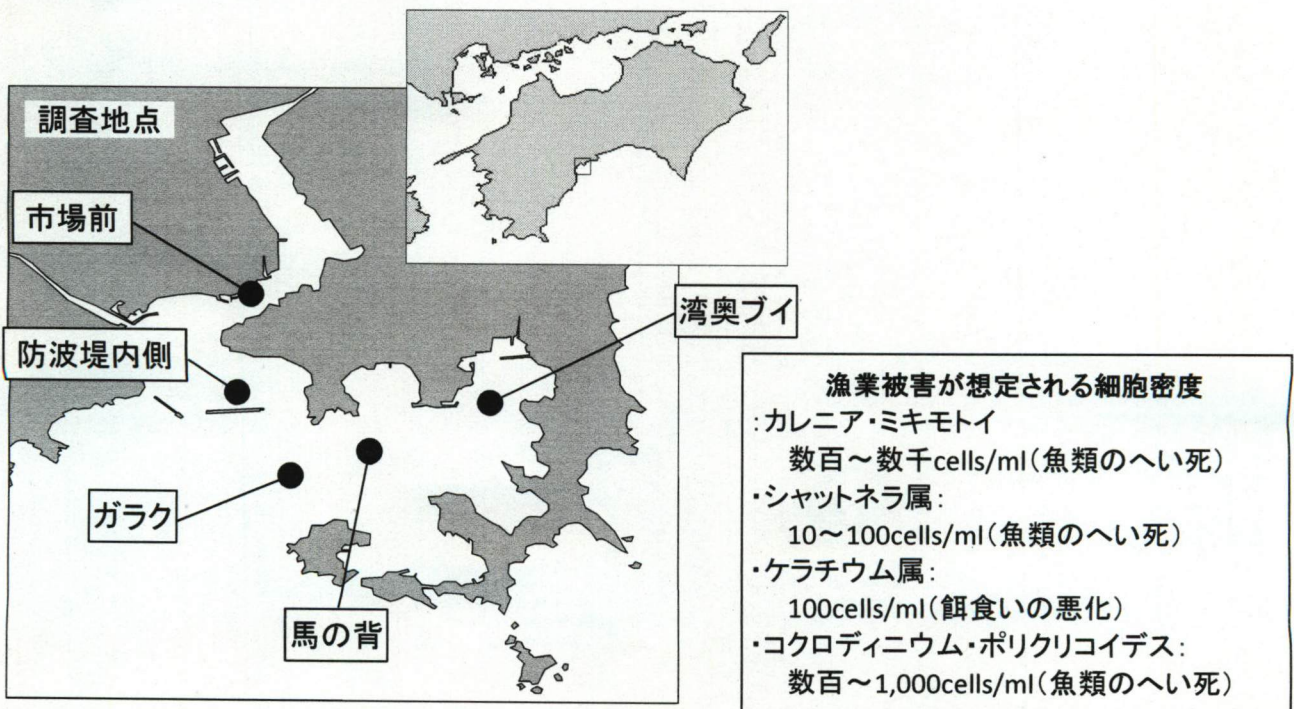 調査地点
市場前
防波堤内側
ガラク
馬の背
湾奥ブイ
漁業被害が想定される細胞密度
:カレニア・ミキモトイ
数百～数千cells/ml(魚類のへい死)
・シャットネラ属:
10～100cells/ml(魚類のへい死)
・ケラチウム属:
100cells/ml(餌食いの悪化)
・コクロディニウム・ポリクリコイデス:
数百～1,000cells/ml(魚類のへい死)